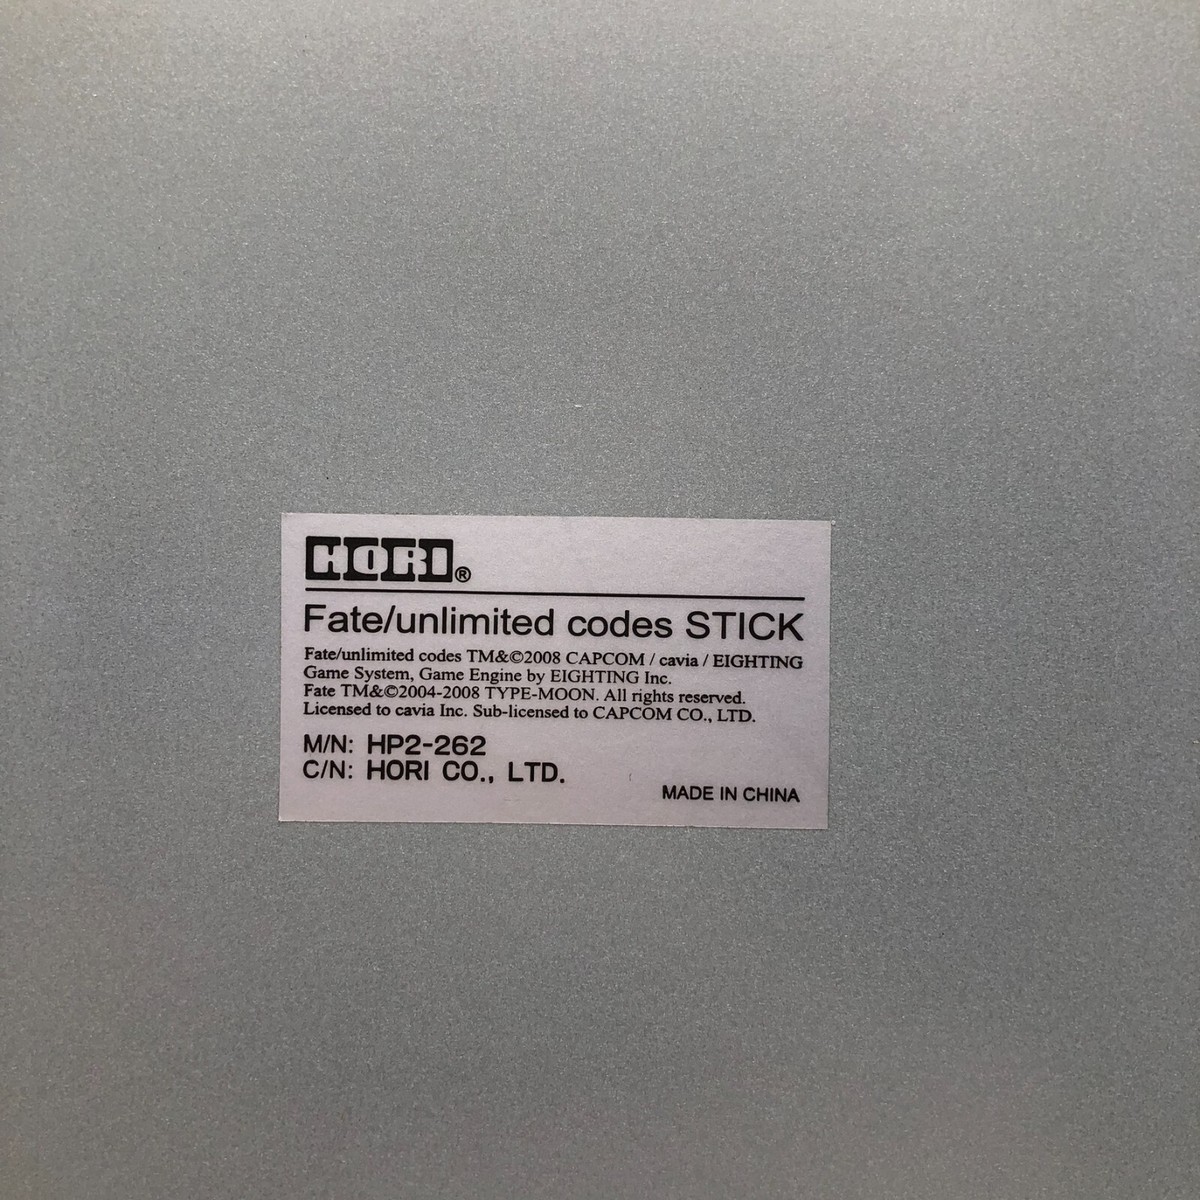 HORI®
Fate/unlimited codes STICK
Fate/unlimited codes TM&©2008 CAPCOM / cavia / EIGHTING
Game System, Game Engine by EIGHTING Inc.
Fate TM&©2004-2008 TYPE-MOON. All rights reserved.
Licensed to cavia Inc. Sub-licensed to CAPCOM CO., LTD.
M/N: HP2-262
C/N: HORI CO., LTD.
MADE IN CHINA